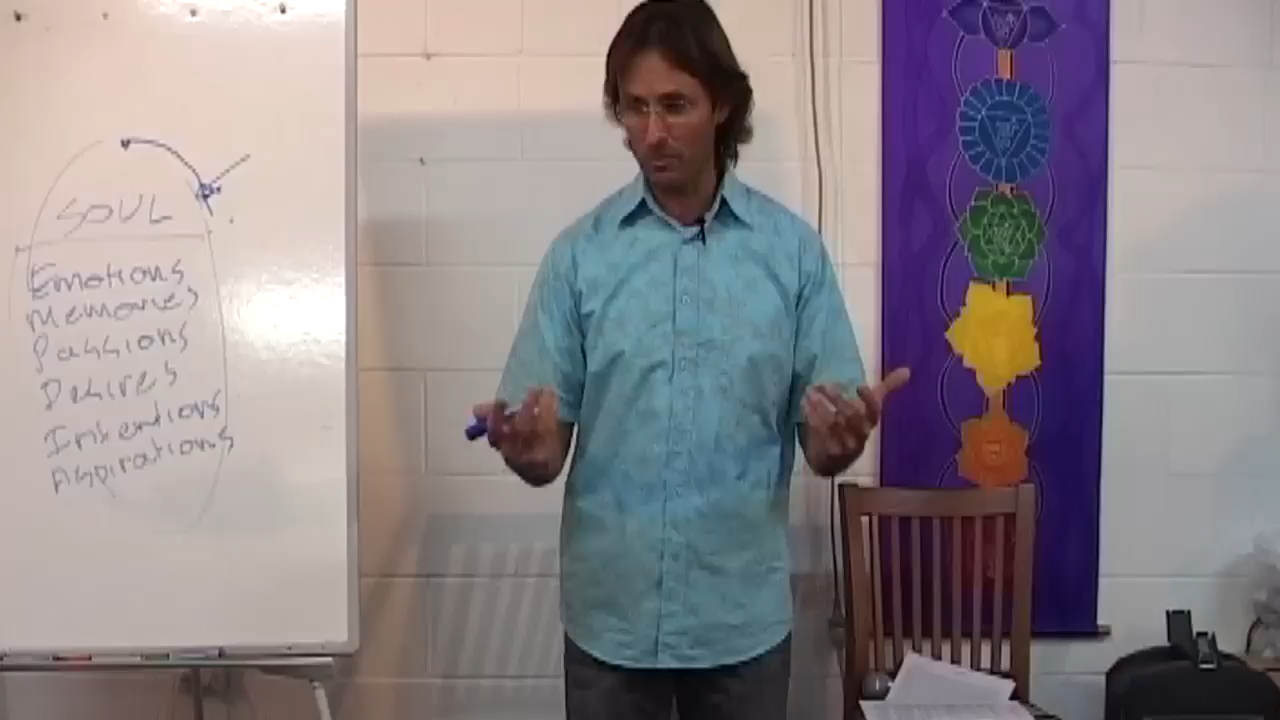 SOUL
Emotions
Memories
Passions
Desires
Intentions
Aspirations